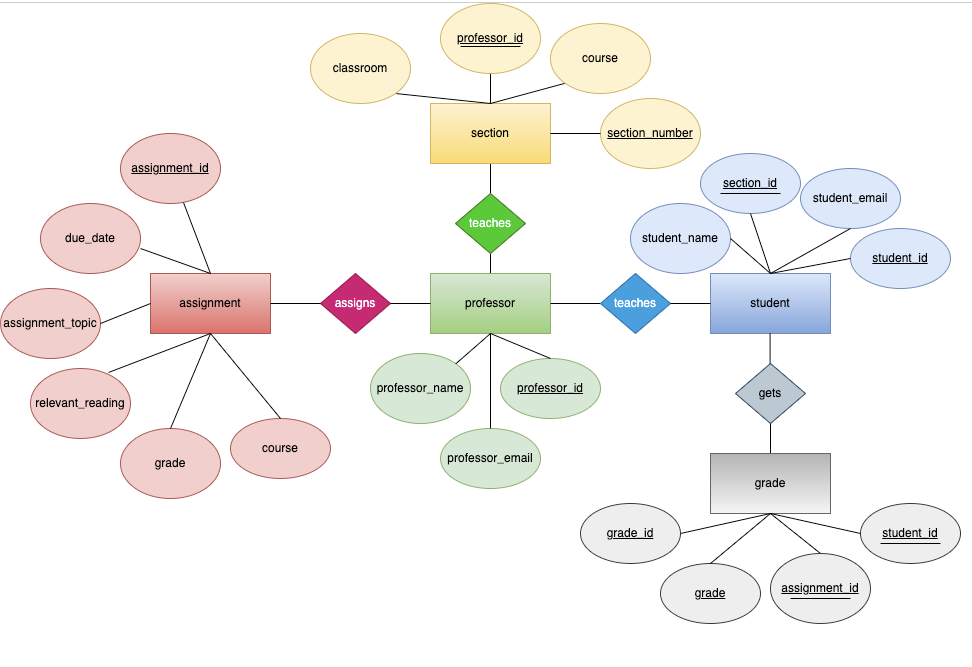 professor_id
course
classroom
section
section_number
assignment_id
section_id
student_email
teaches
due_date
student_name
student_id
assignment
assigns
professor
teaches
student
assignment_topic
professor_name
professor_id
gets
relevant_reading
course
professor_email
grade
grade
grade_id
student_id
grade
assignment_id